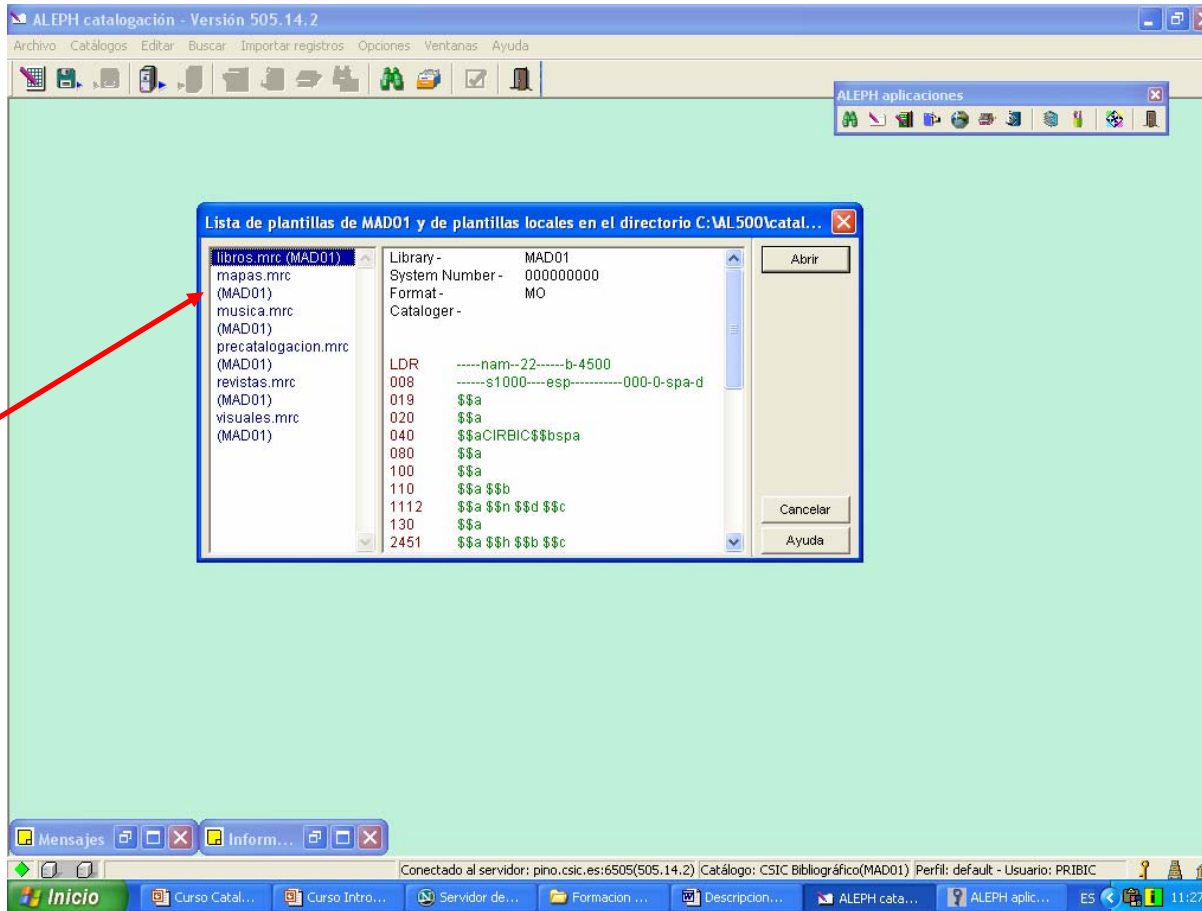 ALEPH catalogación - Versión 505.14.2
Archivo Catálogos Editar Buscar Importar registros Opciones Ventanas Ayuda
ALEPH aplicaciones
Lista de plantillas de MAD01 y de plantillas locales en el directorio C:\AL500\catal...
libros.mrc (MAD01)
mapas.mrc
(MAD01)
musica.mrc
(MAD01)
precatalogacion.mrc
(MAD01)
revistas.mrc
(MAD01)
visuales.mrc
(MAD01)
Library - MAD01
System Number - 000000000
Format - MO
Cataloger -
LDR -----nam--22------b-4500
008 ------s1000----esp-----------000-0-spa-d
019 $$a
020 $$a
040 $$aCIRBIC$$bspa
080 $$a
100 $$a
110 $$a $$b
1112 $$a $$n $$d $$c
130 $$a
2451 $$a $$h $$b $$c
Abrir
Cancelar
Ayuda
Mensajes
Inform...
Conectado al servidor: pino.csic.es:6505(505.14.2) Catálogo: CSIC Bibliográfico(MAD01) Perfil: default - Usuario: PRIBIC
Inicio Curso Catal... Curso Intro... Servidor de... Formacion ... Descripcion... ALEPH cata... ALEPH aplic... ES 11:27